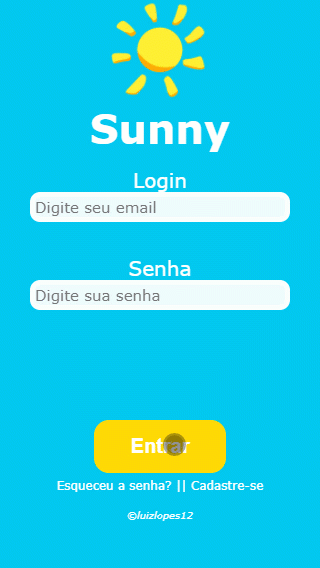 Sunny
Login
Digite seu email
Senha
Digite sua senha
Entrar
Esqueceu a senha? || Cadastre-se
©luizlopes12